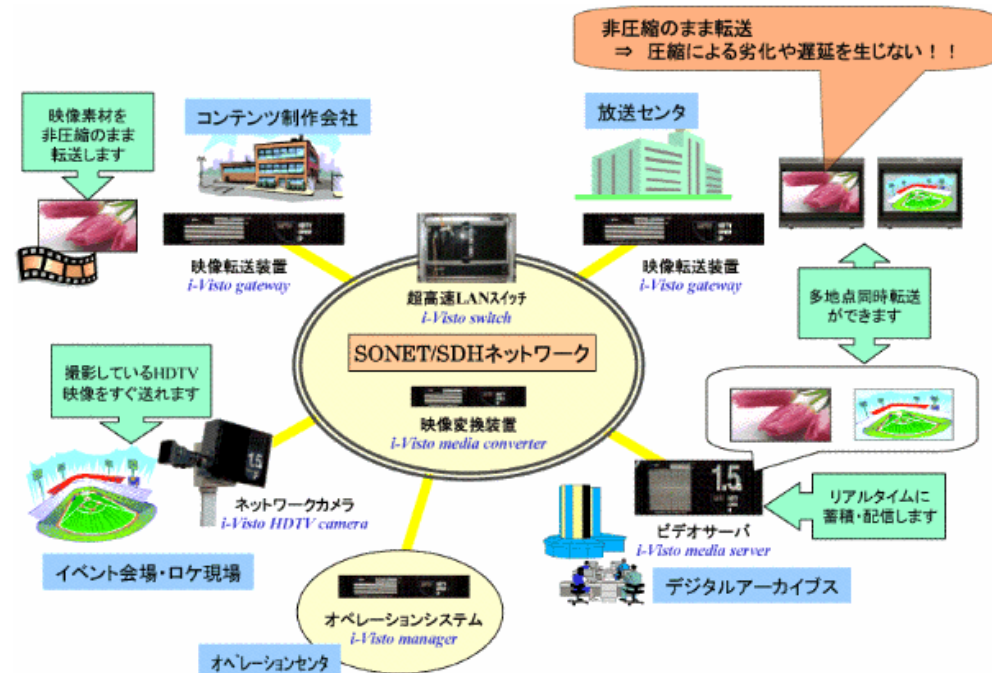 非圧縮のまま転送
⇒ 圧縮による劣化や遅延を生じない！！
映像素材を
非圧縮のまま
転送します
コンテンツ制作会社
放送センタ
映像転送装置
i-Visto gateway
超高速LANスイッチ
i-Visto switch
映像転送装置
i-Visto gateway
多地点同時転送
ができます
SONET/SDHネットワーク
撮影しているHDTV
映像をすぐ送れます
映像変換装置
i-Visto media converter
1.5
ネットワークカメラ
i-Visto HDTV camera
1.5
ビデオサーバ
i-Visto media server
リアルタイムに
蓄積・配信します
イベント会場・ロケ現場
デジタルアーカイブス
オペレーションシステム
i-Visto manager
オペレーションセンタ